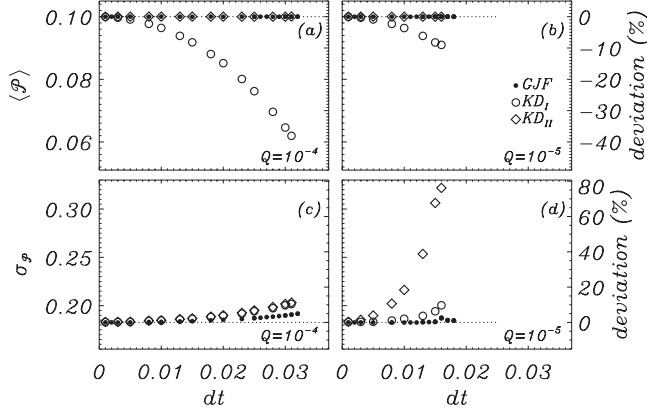 0.10
0.08
0.06
⟨𝒫⟩
(a)
Q=10⁻⁴
(b)
GJF
KD_I
KD_II
Q=10⁻⁵
0
−10
−20
−30
−40
deviation (%)
0.30
0.25
0.20
σ_𝒫
(c)
Q=10⁻⁴
(d)
Q=10⁻⁵
80
60
40
20
0
deviation (%)
0 0.01 0.02 0.03
dt
0 0.01 0.02 0.03
dt